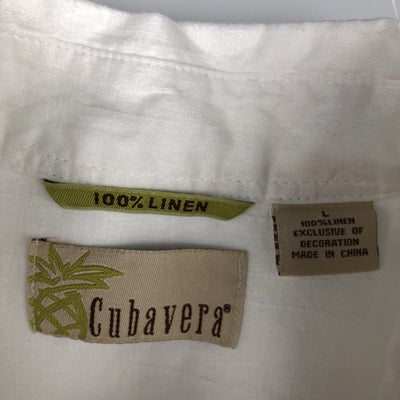 100% LINEN
L
100% LINEN
EXCLUSIVE OF
DECORATION
MADE IN CHINA
Cubavera®